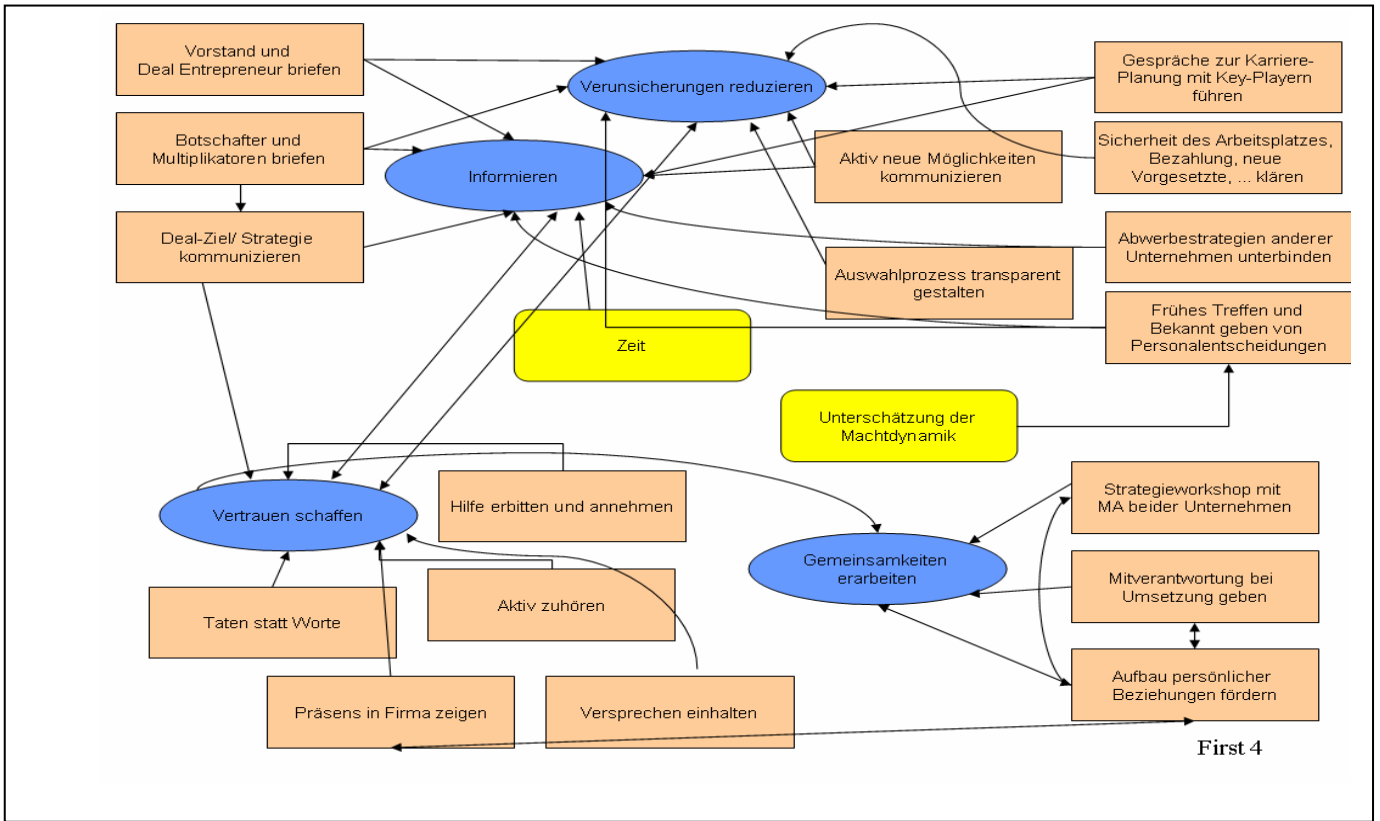 Vorstand und
Deal Entrepreneur briefen
Verunsicherungen reduzieren
Gespräche zur Karriere-
Planung mit Key-Playern
führen
Botschafter und
Multiplikatoren briefen
Informieren
Aktiv neue Möglichkeiten
kommunizieren
Sicherheit des Arbeitsplatzes,
Bezahlung, neue
Vorgesetzte, ... klären
Deal-Ziel/ Strategie
kommunizieren
Auswahlprozess transparent
gestalten
Abwerbestrategien anderer
Unternehmen unterbinden
Zeit
Frühes Treffen und
Bekannt geben von
Personalentscheidungen
Unterschätzung der
Machtdynamik
Vertrauen schaffen
Hilfe erbitten und annehmen
Strategieworkshop mit
MA beider Unternehmen
Gemeinsamkeiten
erarbeiten
Mitverantwortung bei
Umsetzung geben
Taten statt Worte
Aktiv zuhören
Präsens in Firma zeigen
Versprechen einhalten
Aufbau persönlicher
Beziehungen fördern
First 4